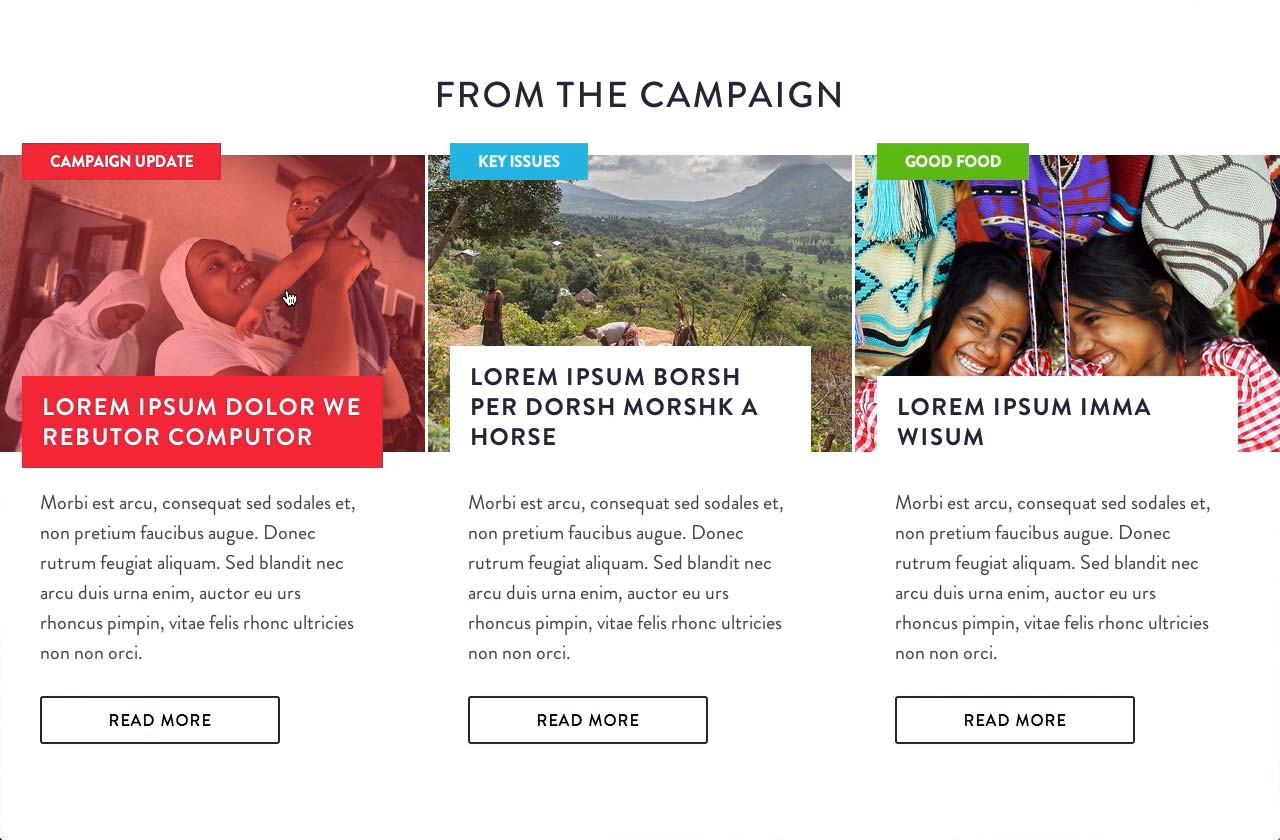 FROM THE CAMPAIGN
CAMPAIGN UPDATE
LOREM IPSUM DOLOR WE
REBUTOR COMPUTOR
Morbi est arcu, consequat sed sodales et,
non pretium faucibus augue. Donec
rutrum feugiat aliquam. Sed blandit nec
arcu duis urna enim, auctor eu urs
rhoncus pimpin, vitae felis rhonc ultricies
non non orci.
READ MORE
KEY ISSUES
LOREM IPSUM BORSH
PER DORSH MORSHK A
HORSE
Morbi est arcu, consequat sed sodales et,
non pretium faucibus augue. Donec
rutrum feugiat aliquam. Sed blandit nec
arcu duis urna enim, auctor eu urs
rhoncus pimpin, vitae felis rhonc ultricies
non non orci.
READ MORE
GOOD FOOD
LOREM IPSUM IMMA
WISUM
Morbi est arcu, consequat sed sodales et,
non pretium faucibus augue. Donec
rutrum feugiat aliquam. Sed blandit nec
arcu duis urna enim, auctor eu urs
rhoncus pimpin, vitae felis rhonc ultricies
non non orci.
READ MORE